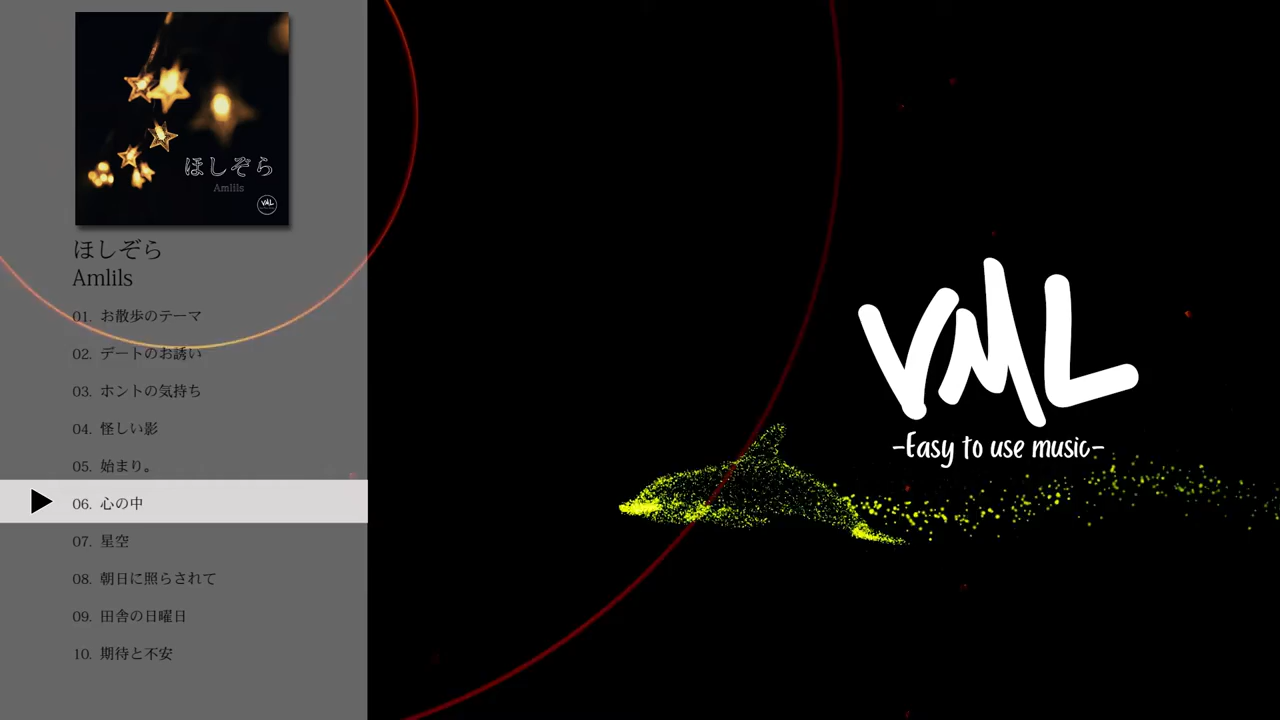 ほしぞら
Amlils
VML
ほしぞら
Amlils
01. お散歩のテーマ
02. デートのお誘い
03. ホントの気持ち
04. 怪しい影
05. 始まり。
06. 心の中
07. 星空
08. 朝日に照らされて
09. 田舎の日曜日
10. 期待と不安
VML
-Easy to use music-